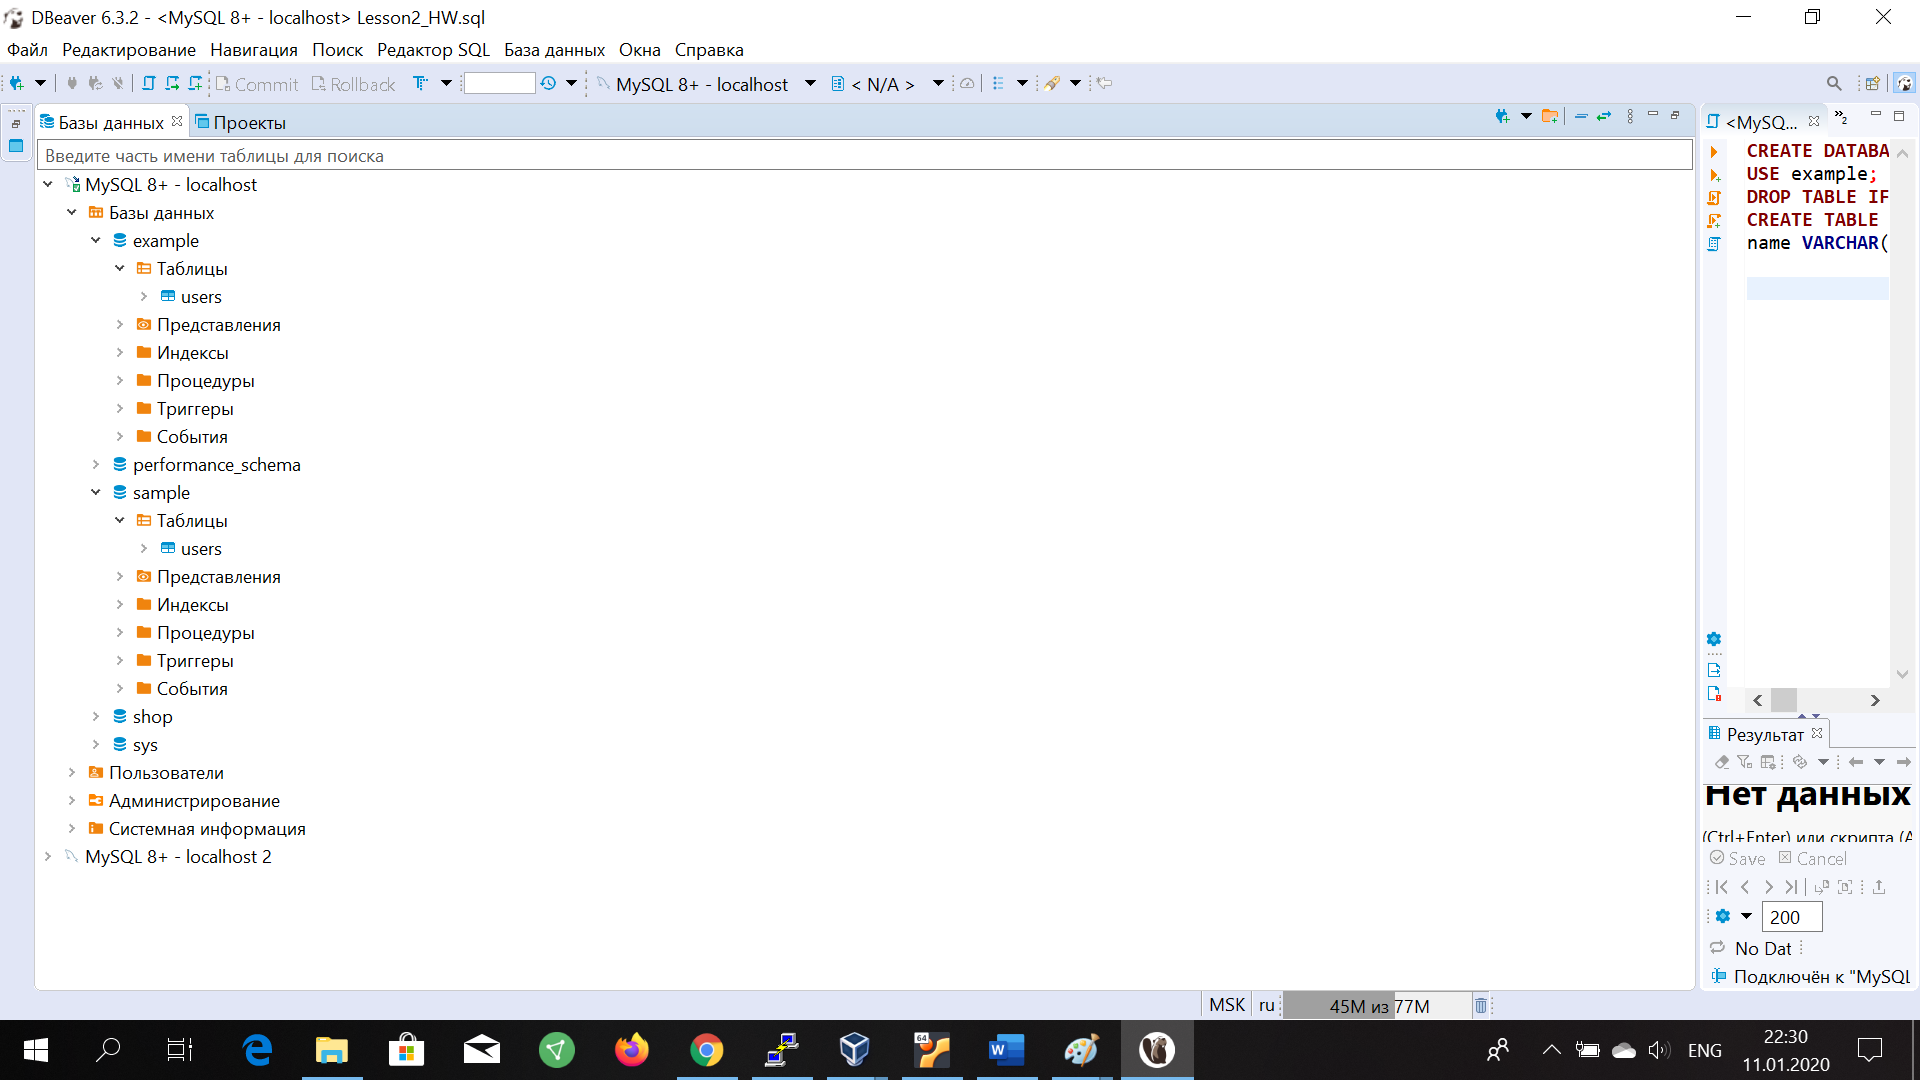 DBeaver 6.3.2 - <MySQL 8+ - localhost> Lesson2_HW.sql
Файл Редактирование Навигация Поиск Редактор SQL База данных Окна Справка
Commit Rollback MySQL 8+ - localhost < N/A >
Базы данных Проекты
Введите часть имени таблицы для поиска
MySQL 8+ - localhost
Базы данных
example
Таблицы
users
Представления
Индексы
Процедуры
Триггеры
События
performance_schema
sample
Таблицы
users
Представления
Индексы
Процедуры
Триггеры
События
shop
sys
Пользователи
Администрирование
Системная информация
MySQL 8+ - localhost 2
<MySQ... »2
CREATE DATABA
USE example;
DROP TABLE IF
CREATE TABLE
name VARCHAR(
Результат
Нет данных
(Ctrl+Enter) или скрипта (A
Save Cancel
200
No Dat
Подключён к "MySQL
MSK ru 45M из 77M
64
ENG
22:30
11.01.2020